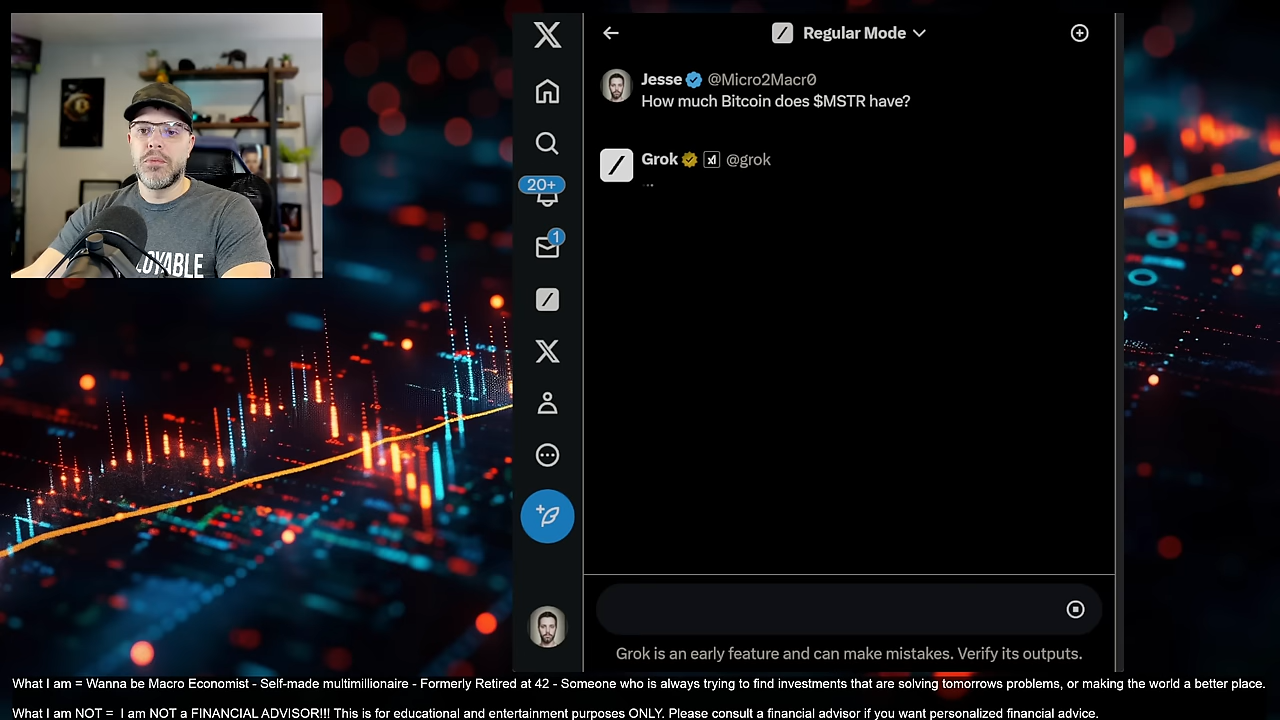 Regular Mode
Jesse @Micro2Macr0
How much Bitcoin does $MSTR have?
Grok xI @grok
...
20+
1
LOYABLE
Grok is an early feature and can make mistakes. Verify its outputs.
What I am = Wanna be Macro Economist - Self-made multimillionaire - Formerly Retired at 42 - Someone who is always trying to find investments that are solving tomorrows problems, or making the world a better place.
What I am NOT = I am NOT a FINANCIAL ADVISOR!!! This is for educational and entertainment purposes ONLY. Please consult a financial advisor if you want personalized financial advice.